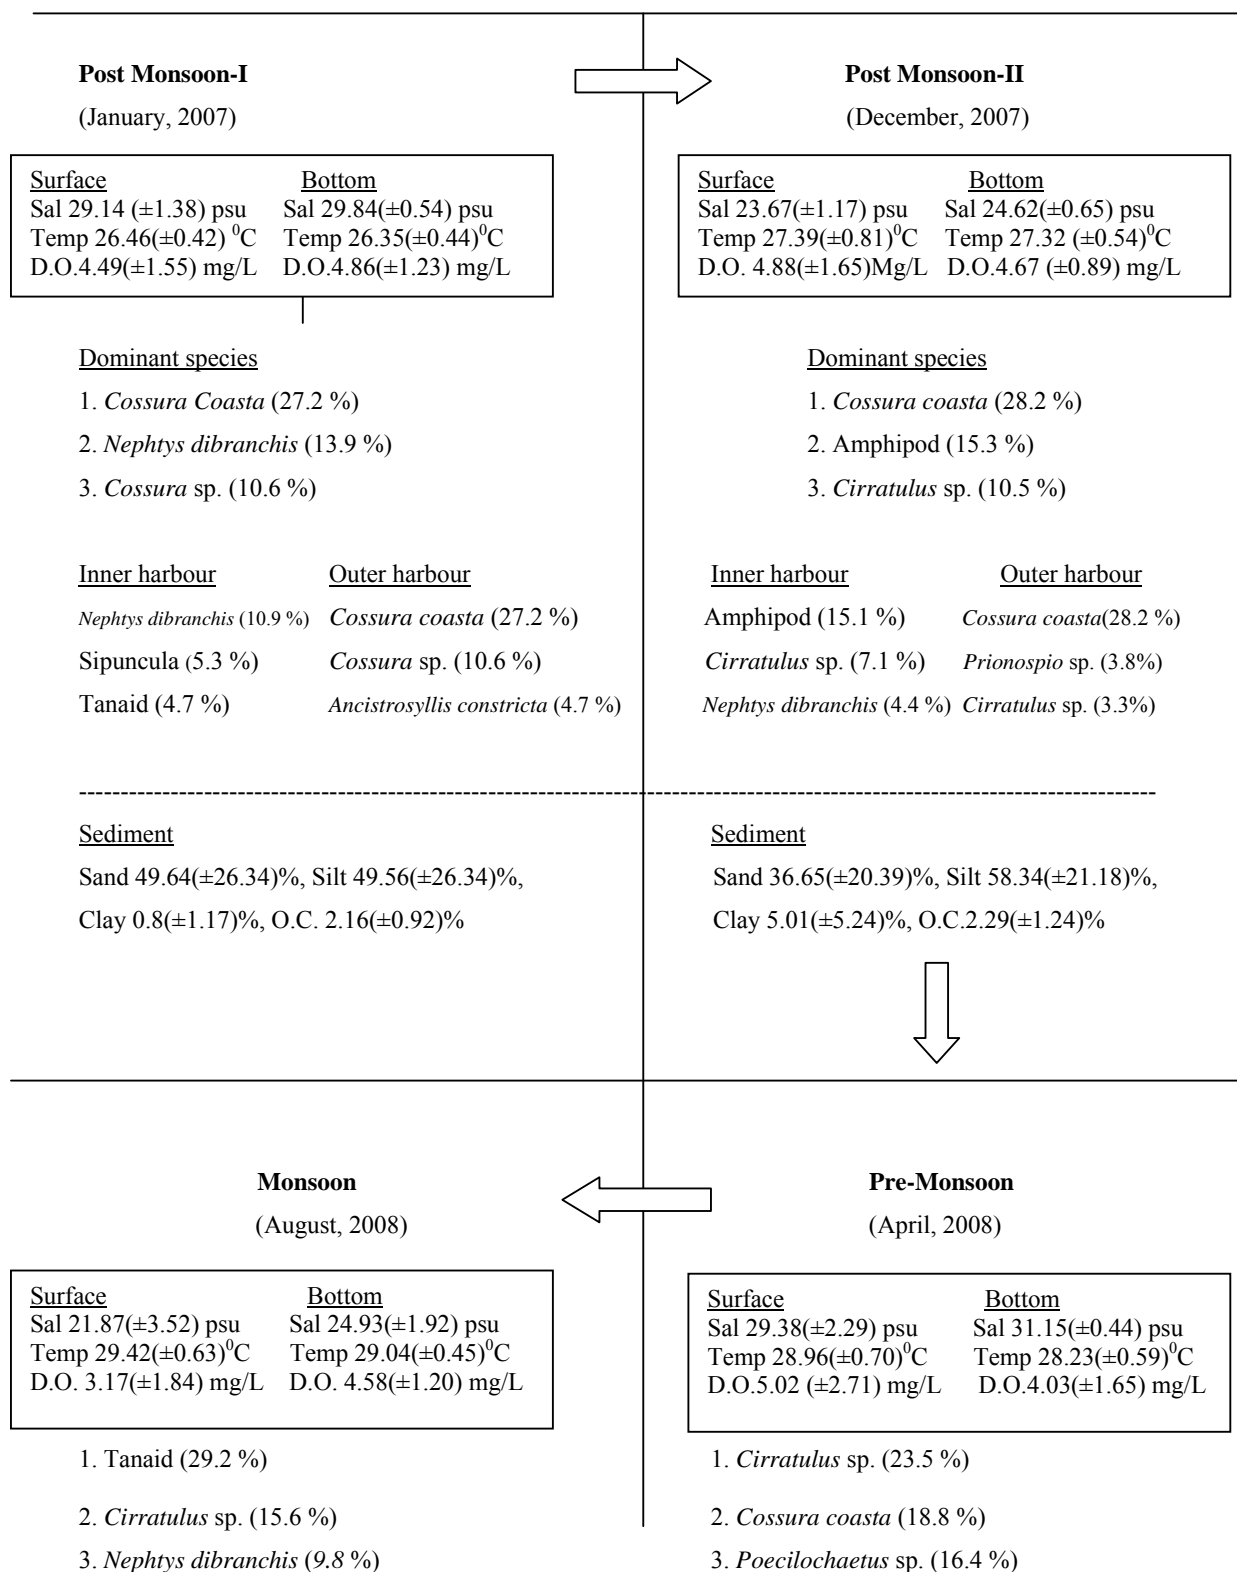 Post Monsoon-I
(January, 2007)
Surface Bottom
Sal 29.14 (±1.38) psu Sal 29.84(±0.54) psu
Temp 26.46(±0.42) ⁰C Temp 26.35(±0.44)⁰C
D.O.4.49(±1.55) mg/L D.O.4.86(±1.23) mg/L
Dominant species
1. Cossura Coasta (27.2 %)
2. Nephtys dibranchis (13.9 %)
3. Cossura sp. (10.6 %)
Inner harbour Outer harbour
Nephtys dibranchis (10.9 %) Cossura coasta (27.2 %)
Sipuncula (5.3 %) Cossura sp. (10.6 %)
Tanaid (4.7 %) Ancistrosyllis constricta (4.7 %)
Sediment
Sand 49.64(±26.34)%, Silt 49.56(±26.34)%,
Clay 0.8(±1.17)%, O.C. 2.16(±0.92)%
Post Monsoon-II
(December, 2007)
Surface Bottom
Sal 23.67(±1.17) psu Sal 24.62(±0.65) psu
Temp 27.39(±0.81)⁰C Temp 27.32 (±0.54)⁰C
D.O. 4.88(±1.65)Mg/L D.O.4.67 (±0.89) mg/L
Dominant species
1. Cossura coasta (28.2 %)
2. Amphipod (15.3 %)
3. Cirratulus sp. (10.5 %)
Inner harbour Outer harbour
Amphipod (15.1 %) Cossura coasta(28.2 %)
Cirratulus sp. (7.1 %) Prionospio sp. (3.8%)
Nephtys dibranchis (4.4 %) Cirratulus sp. (3.3%)
Sediment
Sand 36.65(±20.39)%, Silt 58.34(±21.18)%,
Clay 5.01(±5.24)%, O.C.2.29(±1.24)%
Monsoon
(August, 2008)
Surface Bottom
Sal 21.87(±3.52) psu Sal 24.93(±1.92) psu
Temp 29.42(±0.63)⁰C Temp 29.04(±0.45)⁰C
D.O. 3.17(±1.84) mg/L D.O. 4.58(±1.20) mg/L
1. Tanaid (29.2 %)
2. Cirratulus sp. (15.6 %)
3. Nephtys dibranchis (9.8 %)
Pre-Monsoon
(April, 2008)
Surface Bottom
Sal 29.38(±2.29) psu Sal 31.15(±0.44) psu
Temp 28.96(±0.70)⁰C Temp 28.23(±0.59)⁰C
D.O.5.02 (±2.71) mg/L D.O.4.03(±1.65) mg/L
1. Cirratulus sp. (23.5 %)
2. Cossura coasta (18.8 %)
3. Poecilochaetus sp. (16.4 %)